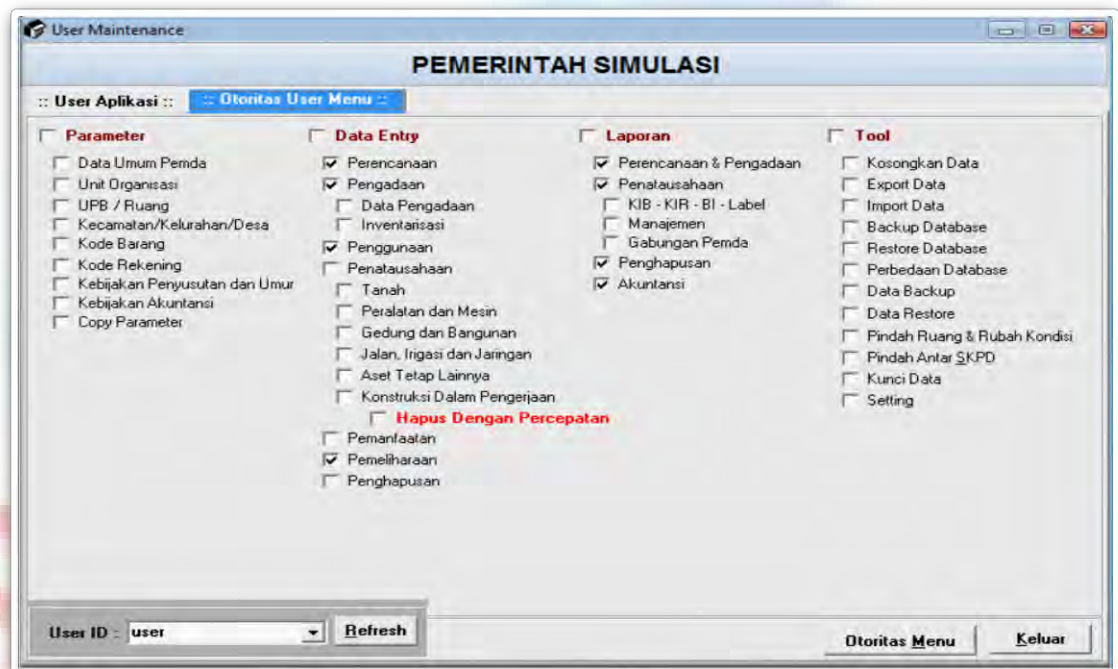 User Maintenance
PEMERINTAH SIMULASI
:: User Aplikasi ::
:: Otoritas User Menu ::
Parameter
Data Umum Pemda
Unit Organisasi
UPB / Ruang
Kecamatan/Kelurahan/Desa
Kode Barang
Kode Rekening
Kebijakan Penyusutan dan Umur
Kebijakan Akuntansi
Copy Parameter
Data Entry
Perencanaan
Pengadaan
Data Pengadaan
Inventarisasi
Penggunaan
Penatausahaan
Tanah
Peralatan dan Mesin
Gedung dan Bangunan
Jalan, Irigasi dan Jaringan
Aset Tetap Lainnya
Konstruksi Dalam Pengerjaan
Hapus Dengan Percepatan
Pemanfaatan
Pemeliharaan
Penghapusan
Laporan
Perencanaan & Pengadaan
Penatausahaan
KIB - KIR - BI - Label
Manajemen
Gabungan Pemda
Penghapusan
Akuntansi
Tool
Kosongkan Data
Export Data
Import Data
Backup Database
Restore Database
Perbedaan Database
Data Backup
Data Restore
Pindah Ruang & Rubah Kondisi
Pindah Antar SKPD
Kunci Data
Setting
User ID : user
Refresh
Otoritas Menu
Keluar